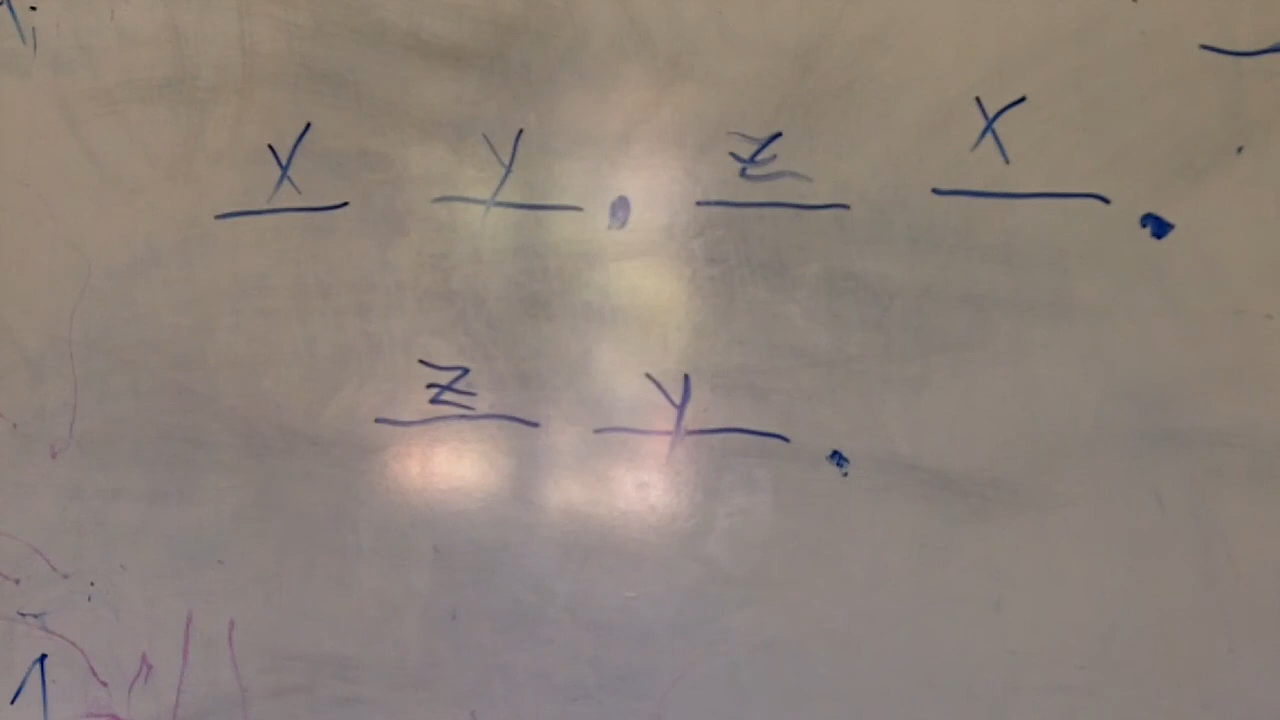 X Y . Z X .
Z Y .